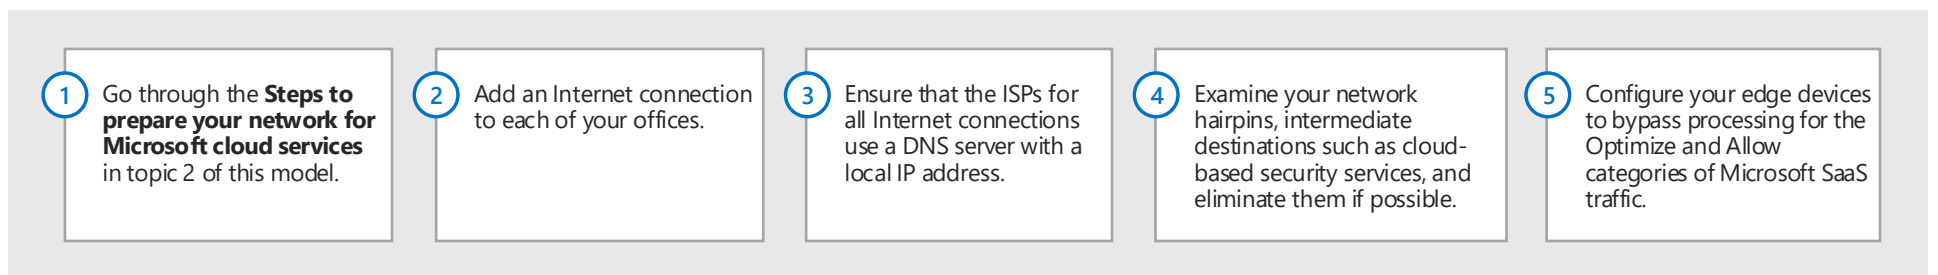 1
Go through the Steps to
prepare your network for
Microsoft cloud services
in topic 2 of this model.
2
Add an Internet connection
to each of your offices.
3
Ensure that the ISPs for
all Internet connections
use a DNS server with a
local IP address.
4
Examine your network
hairpins, intermediate
destinations such as cloud-
based security services, and
eliminate them if possible.
5
Configure your edge devices
to bypass processing for the
Optimize and Allow
categories of Microsoft SaaS
traffic.